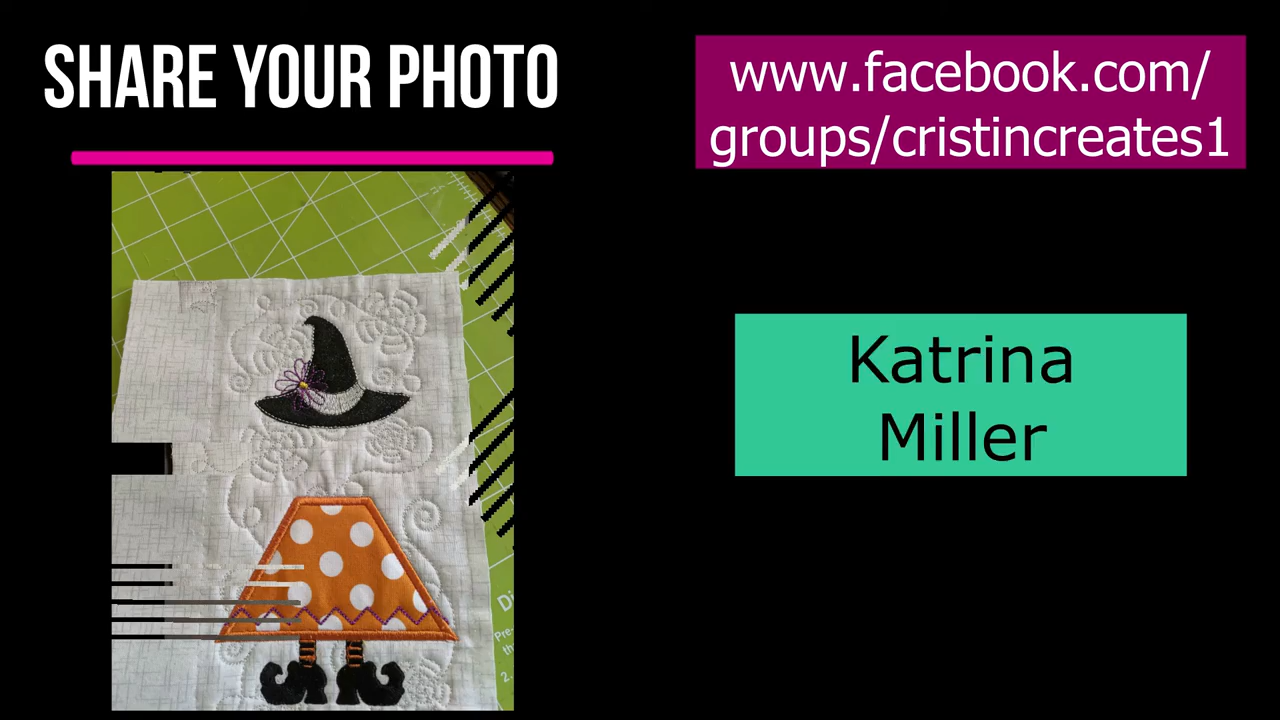 SHARE YOUR PHOTO
www.facebook.com/
groups/cristincreates1
Katrina
Miller